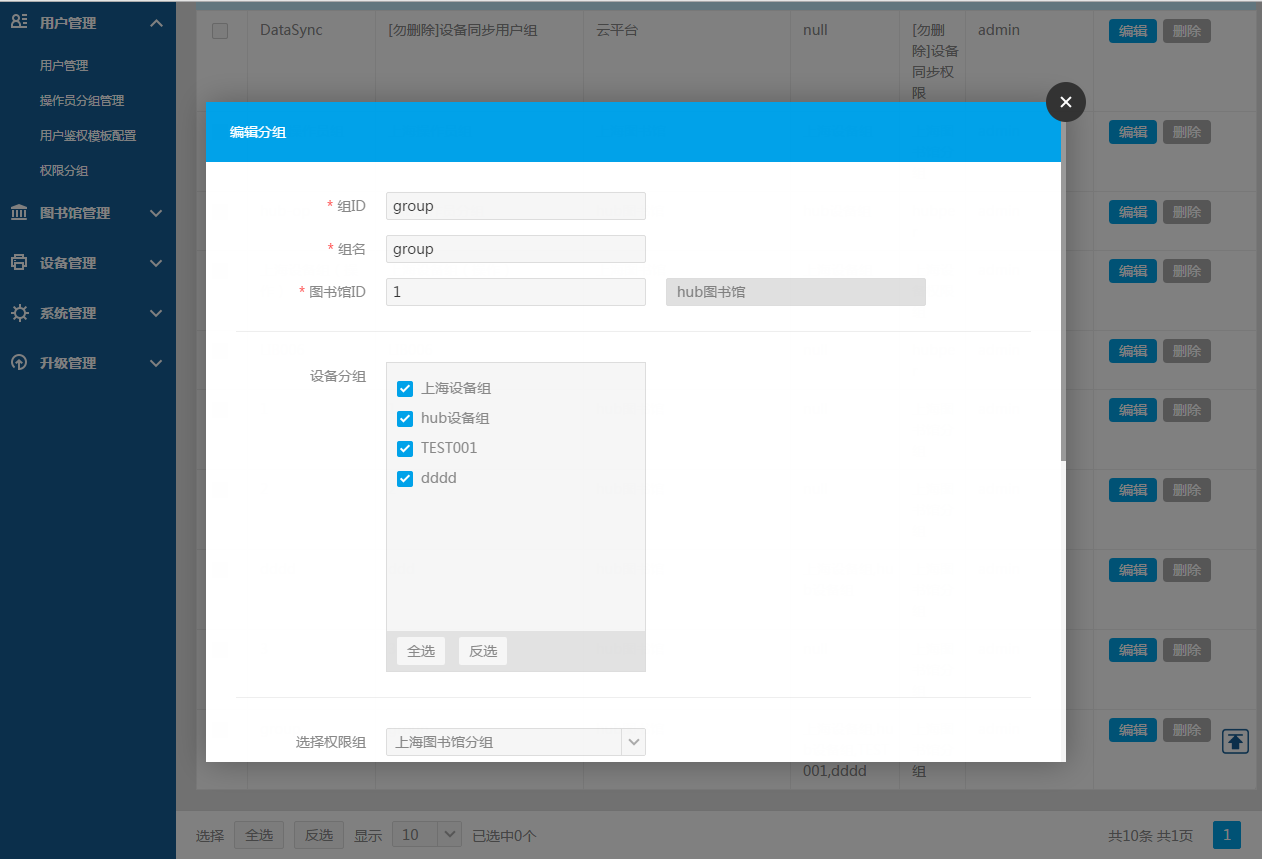 用户管理
用户管理
操作员分组管理
用户鉴权模板配置
权限分组
图书馆管理
设备管理
系统管理
升级管理
DataSync [勿删除]设备同步用户组 云平台 null [勿删除]设备同步权限 admin 编辑 删除
编辑 删除
编辑 删除
编辑 删除
编辑 删除
编辑 删除
编辑 删除
编辑 删除
编辑 删除
编辑 删除
001,dddd 组
编辑分组
* 组ID group
* 组名 group
* 图书馆ID 1 hub图书馆
设备分组
上海设备组
hub设备组
TEST001
dddd
全选 反选
选择权限组 上海图书馆分组
选择 全选 反选 显示 10 已选中0个 共10条 共1页 1